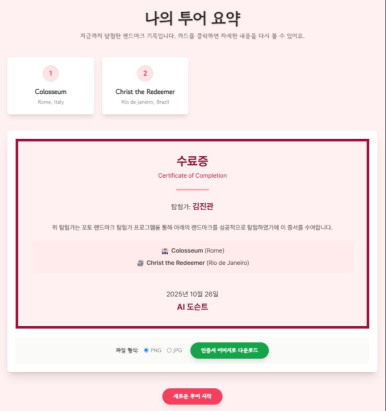 나의 투어 요약
지금까지 탐험한 랜드마크 기록입니다. 카드를 클릭하면 자세한 내용을 다시 볼 수 있어요.
1
Colosseum
Rome, Italy
2
Christ the Redeemer
Rio de Janeiro, Brazil
수료증
Certificate of Completion
탐험가: 김진관
위 탐험가는 포토 랜드마크 탐험가 프로그램을 통해 아래의 랜드마크를 성공적으로 탐험하였기에 이 증서를 수여합니다.
Colosseum (Rome)
Christ the Redeemer (Rio de Janeiro)
2025년 10월 26일
AI 도슨트
파일 형식: PNG JPG 인증서 이미지로 다운로드
새로운 투어 시작